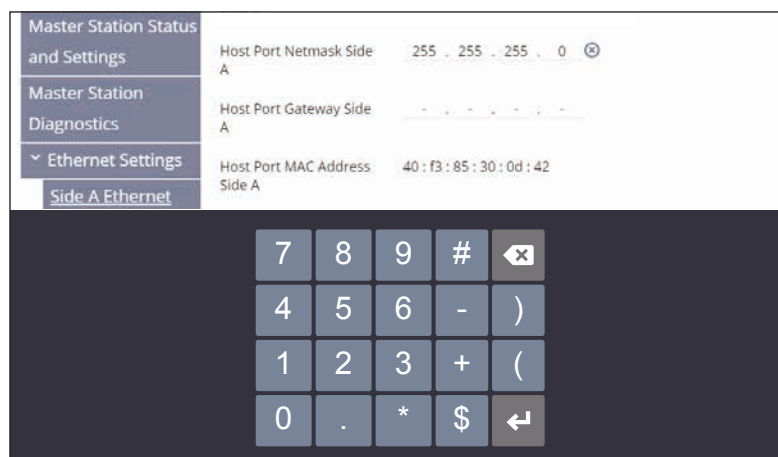 Master Station Status
and Settings
Master Station
Diagnostics
Ethernet Settings
Side A Ethernet
Host Port Netmask Side
A
255 . 255 . 255 . 0
Host Port Gateway Side
A
- . - . - . -
Host Port MAC Address
Side A
40 : f3 : 85 : 30 : 0d : 42
7 8 9 #
4 5 6 - )
1 2 3 + (
0 . * $